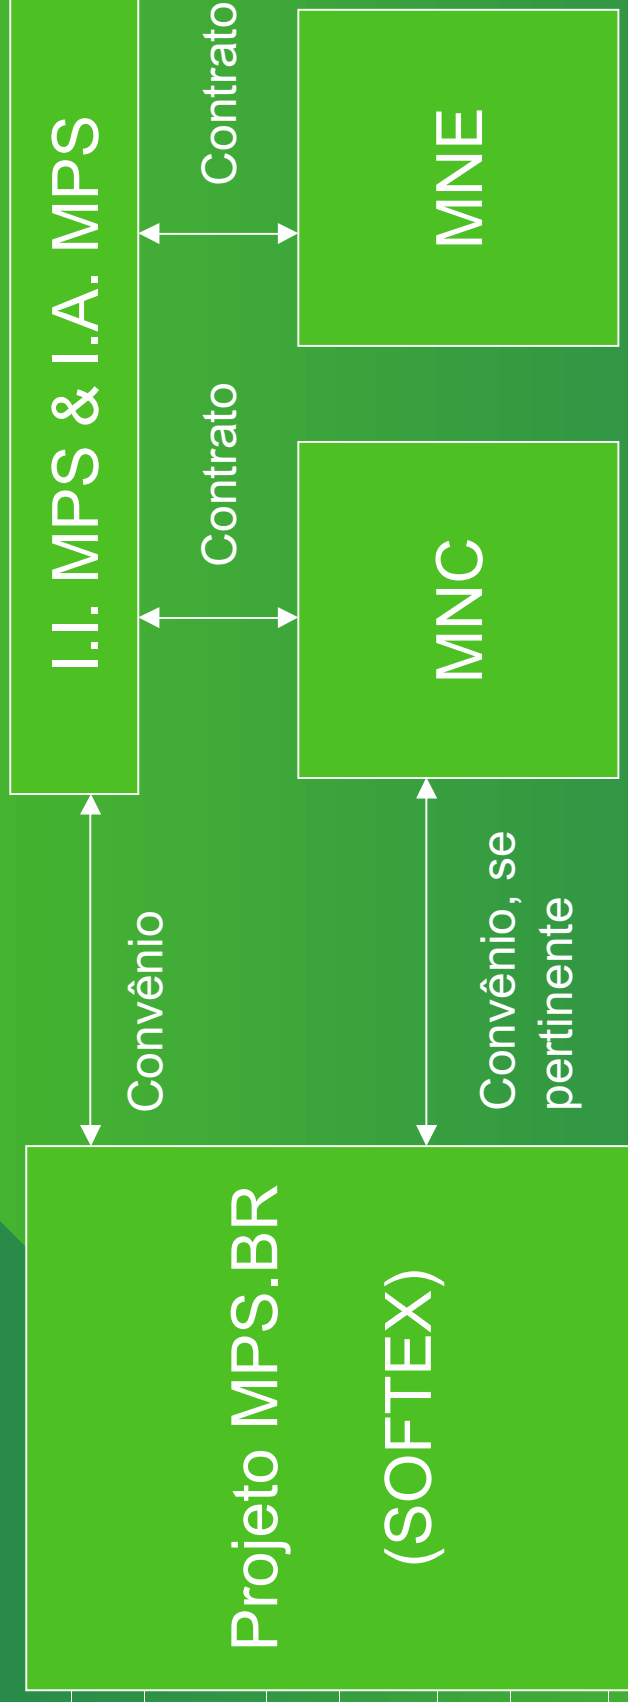 Projeto MPS.BR
(SOFTEX)
Convênio
I.I. MPS & I.A. MPS
Convênio, se
pertinente
Contrato
Contrato
MNC
MNE